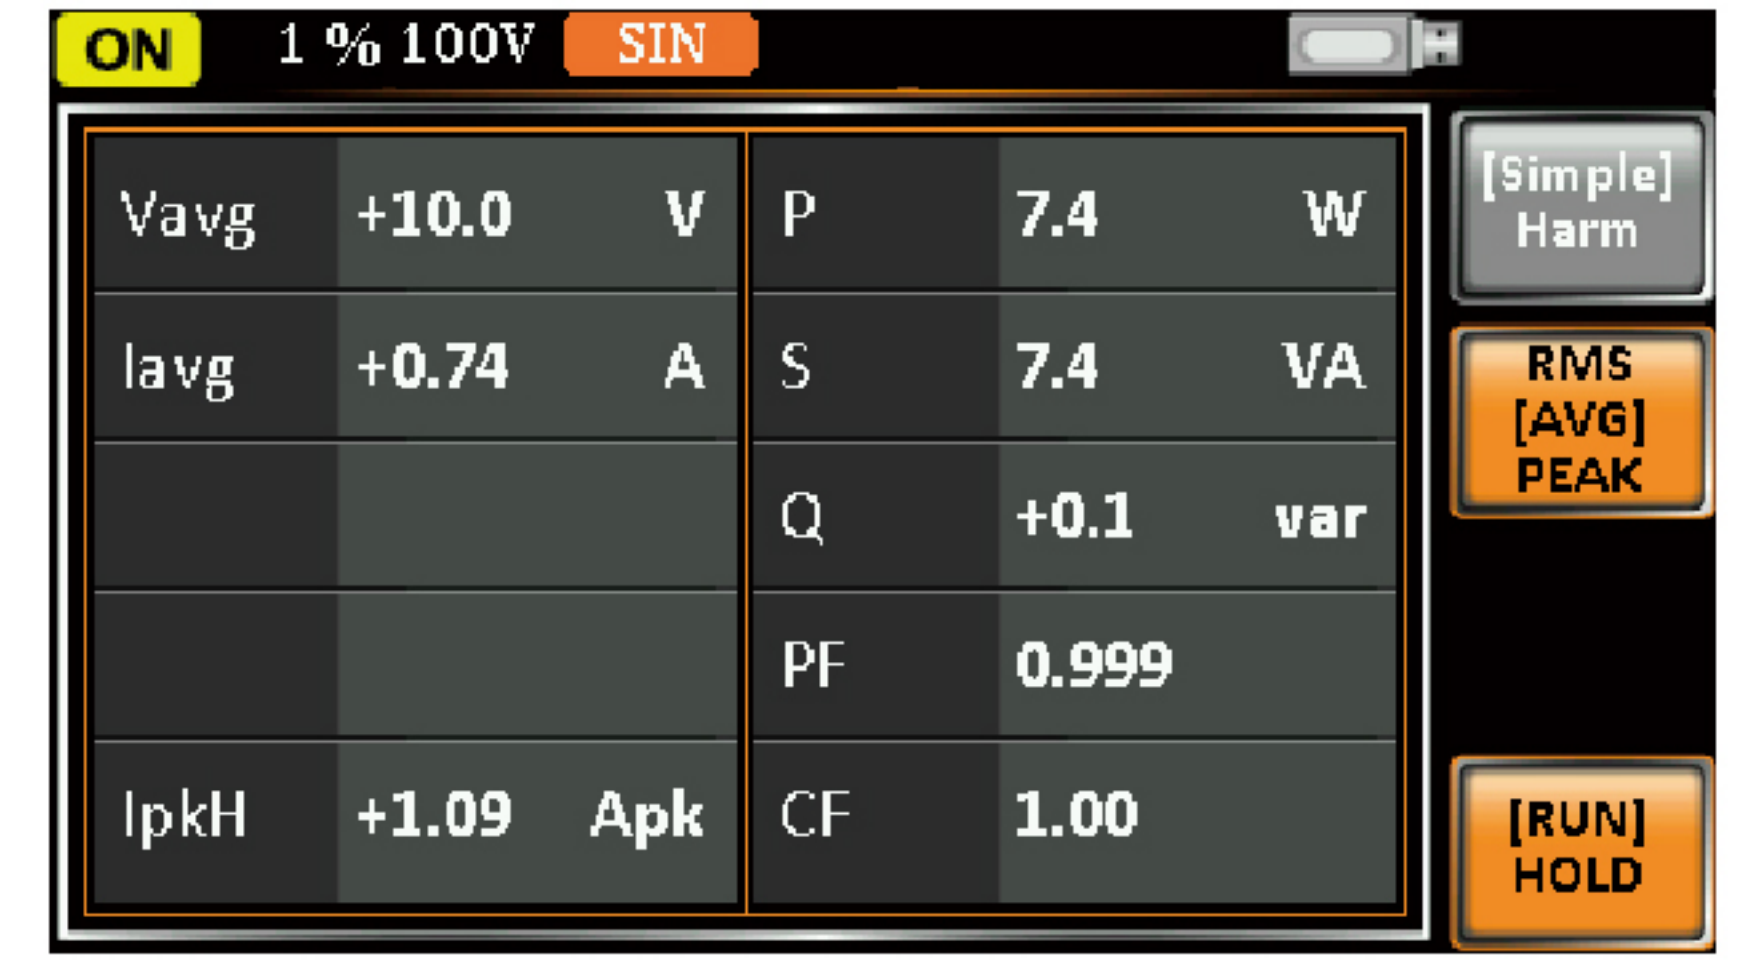 ON 1 % 100V SIN
Vavg +10.0 V P 7.4 W
Iavg +0.74 A S 7.4 VA
Q +0.1 var
PF 0.999
IpkH +1.09 Apk CF 1.00
[Simple]
Harm
RMS
[AVG]
PEAK
[RUN]
HOLD